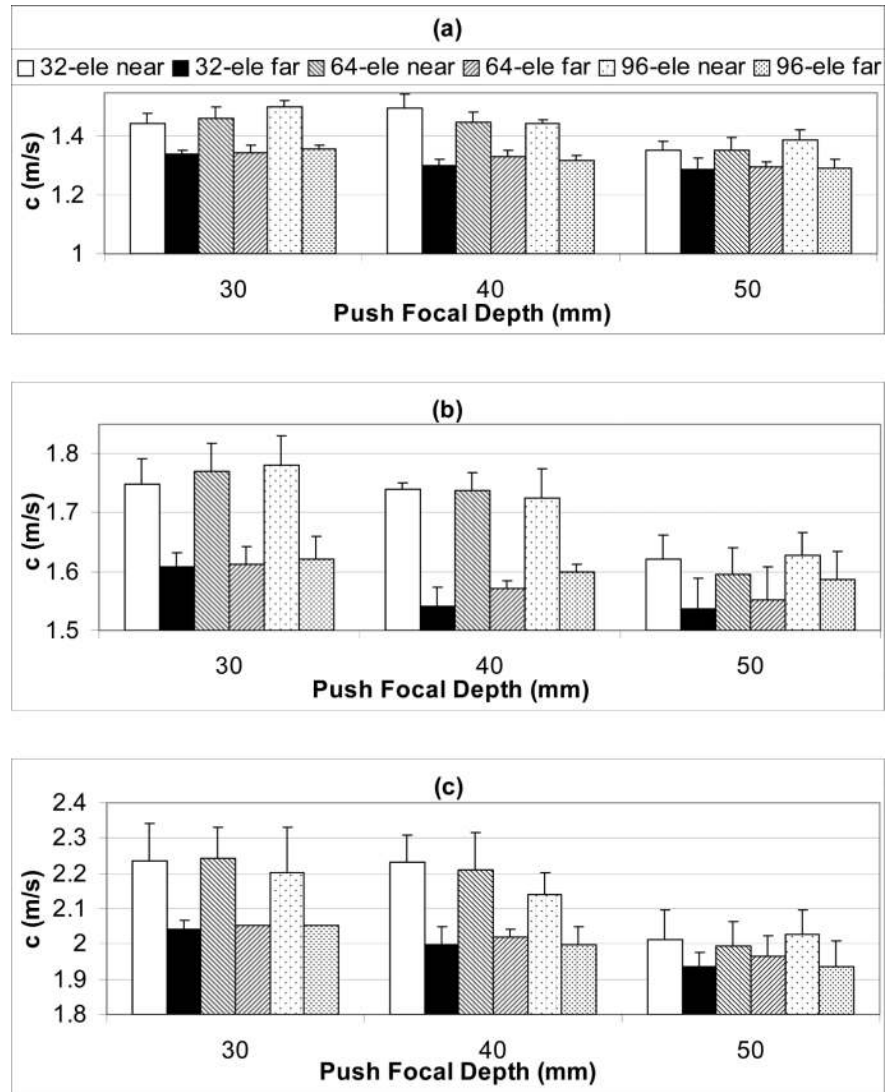 (a)
32-ele near 32-ele far 64-ele near 64-ele far 96-ele near 96-ele far
c (m/s)
1.4
1.2
1
30 40 50
Push Focal Depth (mm)
(b)
c (m/s)
1.8
1.7
1.6
1.5
30 40 50
Push Focal Depth (mm)
(c)
c (m/s)
2.4
2.3
2.2
2.1
2
1.9
1.8
30 40 50
Push Focal Depth (mm)